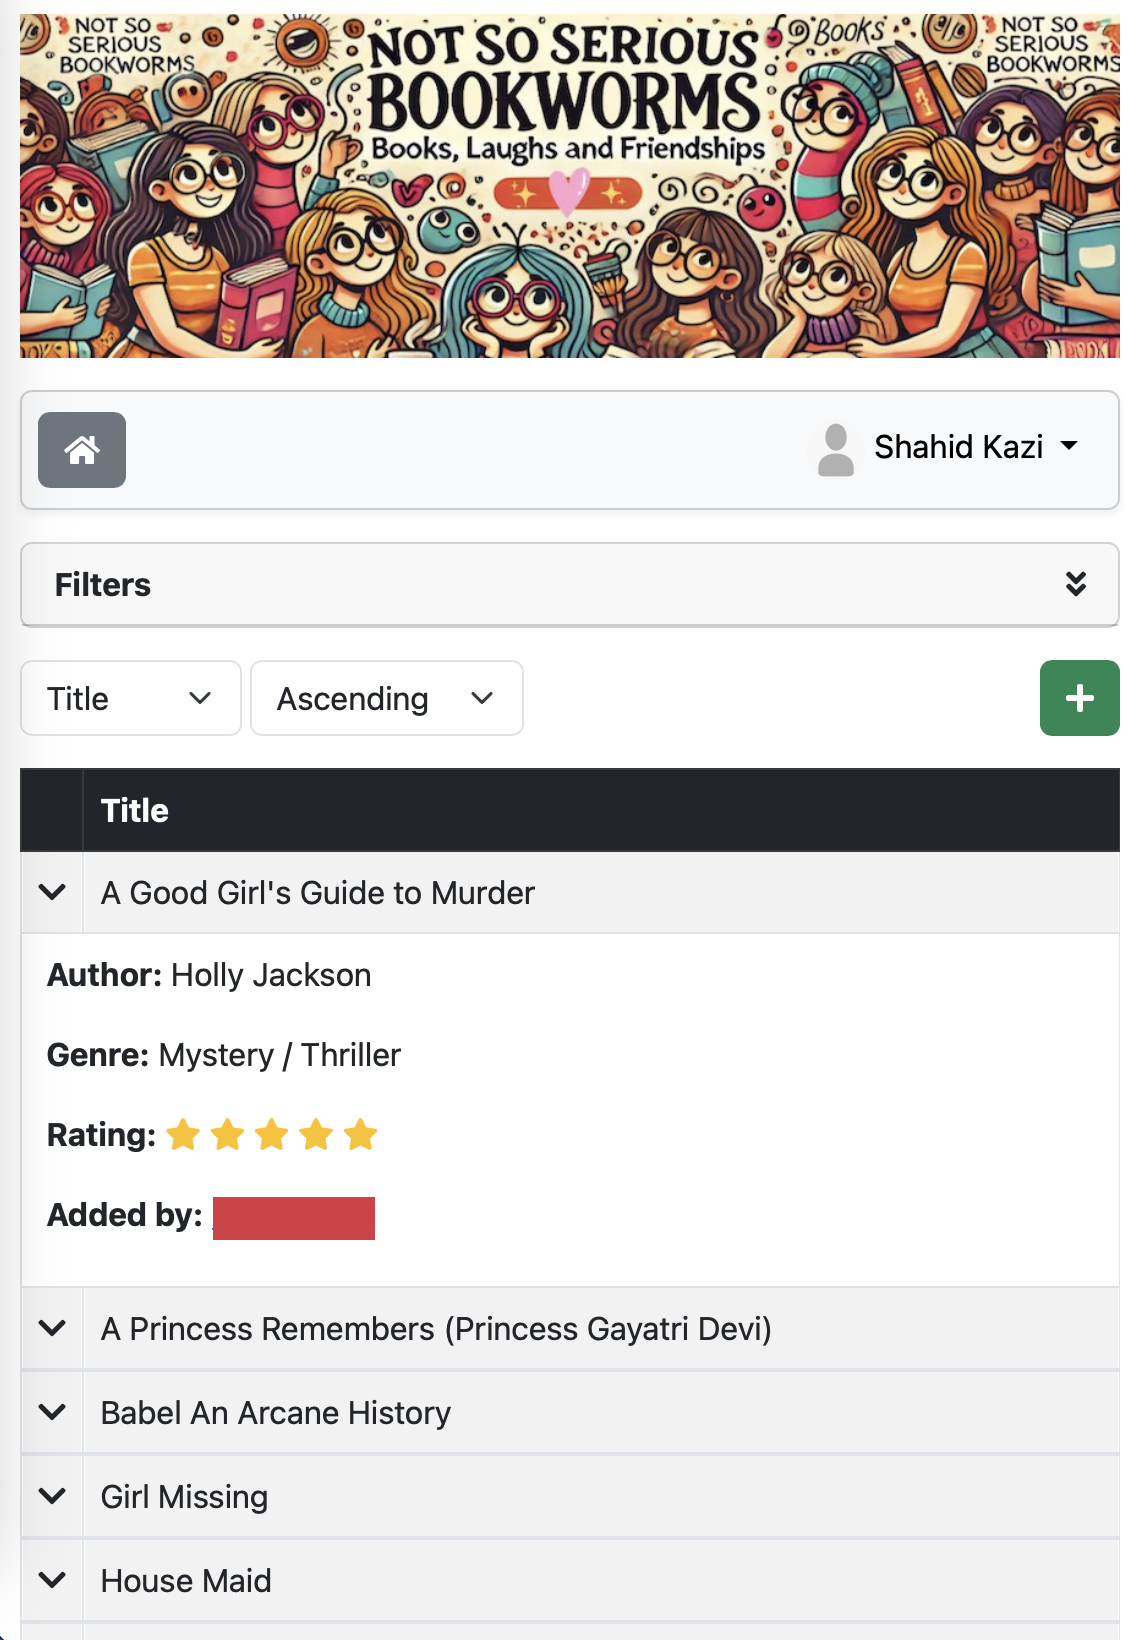 NOT SO
SERIOUS
BOOKWORMS
NOT SO SERIOUS
BOOKWORMS
Books, Laughs and Friendships
BOOKS
NOT SO
SERIOUS
BOOKWORMS
Shahid Kazi
Filters
Title
Ascending
Title
A Good Girl's Guide to Murder
Author: Holly Jackson
Genre: Mystery / Thriller
Rating:
Added by:
A Princess Remembers (Princess Gayatri Devi)
Babel An Arcane History
Girl Missing
House Maid